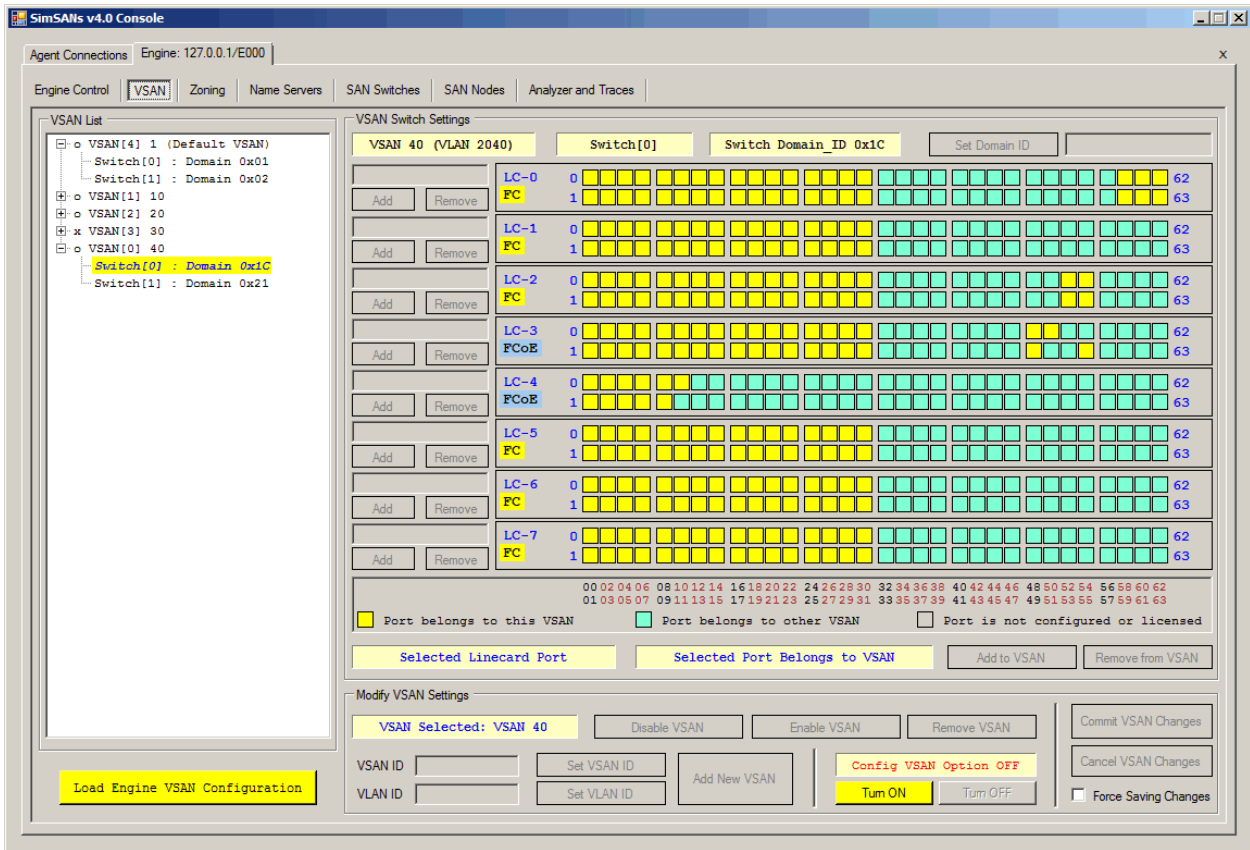 SimSANs v4.0 Console
Agent Connections Engine: 127.0.0.1/E000 x
Engine Control VSAN Zoning Name Servers SAN Switches SAN Nodes Analyzer and Traces
VSAN List
VSAN[4] 1 (Default VSAN)
Switch[0] : Domain 0x01
Switch[1] : Domain 0x02
o VSAN[1] 10
o VSAN[2] 20
x VSAN[3] 30
o VSAN[0] 40
Switch[0] : Domain 0x1C
Switch[1] : Domain 0x21
Load Engine VSAN Configuration
VSAN Switch Settings
VSAN 40 (VLAN 2040) Switch[0] Switch Domain_ID 0x1C Set Domain ID
LC-0 0 62
Add Remove FC 1 63
LC-1 0 62
Add Remove FC 1 63
LC-2 0 62
Add Remove FC 1 63
LC-3 0 62
Add Remove FCoE 1 63
LC-4 0 62
Add Remove FCoE 1 63
LC-5 0 62
Add Remove FC 1 63
LC-6 0 62
Add Remove FC 1 63
LC-7 0 62
Add Remove FC 1 63
00 02 04 06 08 10 12 14 16 18 20 22 24 26 28 30 32 34 36 38 40 42 44 46 48 50 52 54 56 58 60 62
01 03 05 07 09 11 13 15 17 19 21 23 25 27 29 31 33 35 37 39 41 43 45 47 49 51 53 55 57 59 61 63
Port belongs to this VSAN Port belongs to other VSAN Port is not configured or licensed
Selected Linecard Port Selected Port Belongs to VSAN Add to VSAN Remove from VSAN
Modify VSAN Settings
VSAN Selected: VSAN 40 Disable VSAN Enable VSAN Remove VSAN Commit VSAN Changes
VSAN ID Set VSAN ID Add New VSAN Config VSAN Option OFF Cancel VSAN Changes
VLAN ID Set VLAN ID Turn ON Turn OFF Force Saving Changes